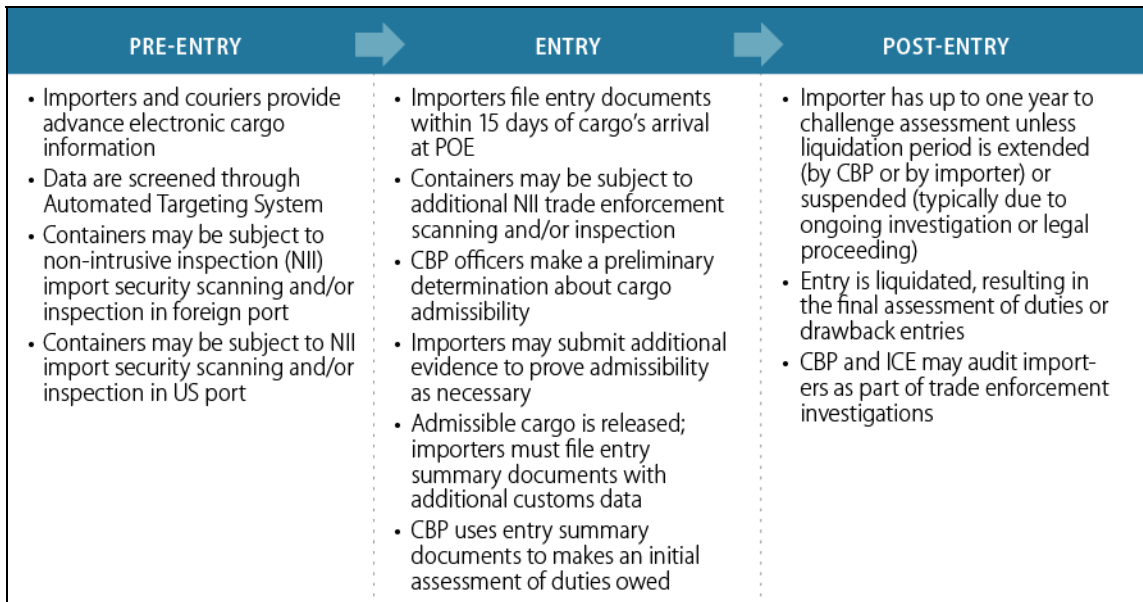 PRE-ENTRY
ENTRY
POST-ENTRY
• Importers and couriers provide
advance electronic cargo
information
• Data are screened through
Automated Targeting System
• Containers may be subject to
non-intrusive inspection (NII)
import security scanning and/or
inspection in foreign port
• Containers may be subject to NII
import security scanning and/or
inspection in US port
• Importers file entry documents
within 15 days of cargo's arrival
at POE
• Containers may be subject to
additional NII trade enforcement
scanning and/or inspection
• CBP officers make a preliminary
determination about cargo
admissibility
• Importers may submit additional
evidence to prove admissibility
as necessary
• Admissible cargo is released;
importers must file entry
summary documents with
additional customs data
• CBP uses entry summary
documents to makes an initial
assessment of duties owed
• Importer has up to one year to
challenge assessment unless
liquidation period is extended
(by CBP or by importer) or
suspended (typically due to
ongoing investigation or legal
proceeding)
• Entry is liquidated, resulting in
the final assessment of duties or
drawback entries
• CBP and ICE may audit import-
ers as part of trade enforcement
investigations